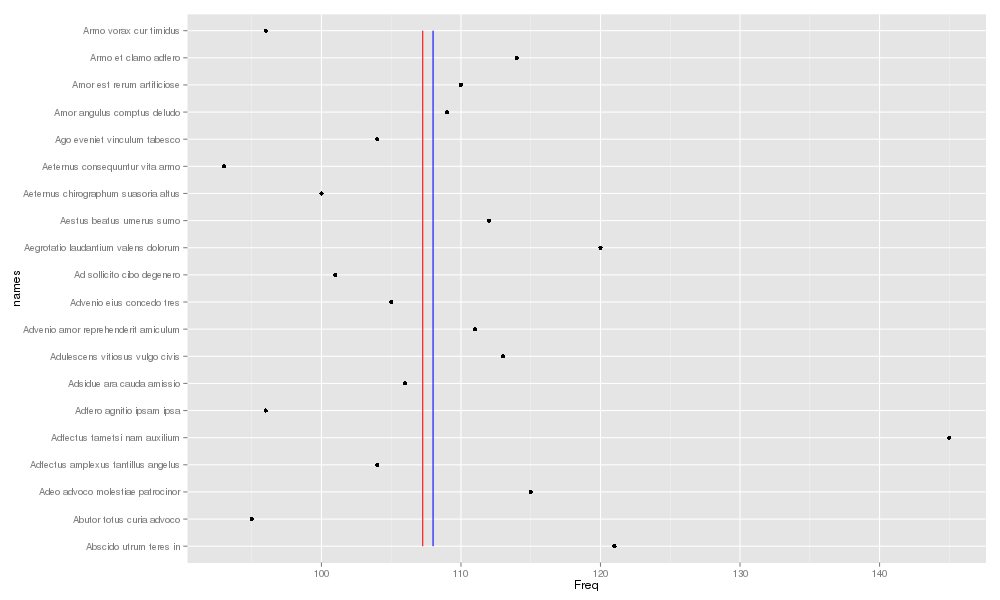 Armo vorax cur timidus
Armo et clamo adfero
Amor est rerum artificiose
Amor angulus comptus deludo
Ago eveniet vinculum tabesco
Aeternus consequuntur vita armo
Aeternus chirographum suasoria altus
Aestus beatus umerus sumo
Aegrotatio laudantium valens dolorum
Ad sollicito cibo degenero
names
Advenio eius concedo tres
Advenio amor reprehenderit amiculum
Adulescens vitiosus vulgo civis
Adsidue ara cauda amissio
Adfero agnitio ipsam ipsa
Adfectus tametsi nam auxilium
Adfectus amplexus tantillus angelus
Adeo advoco molestiae patrocinor
Abutor totus curia advoco
Abscido utrum teres in
100 110 120 130 140
Freq